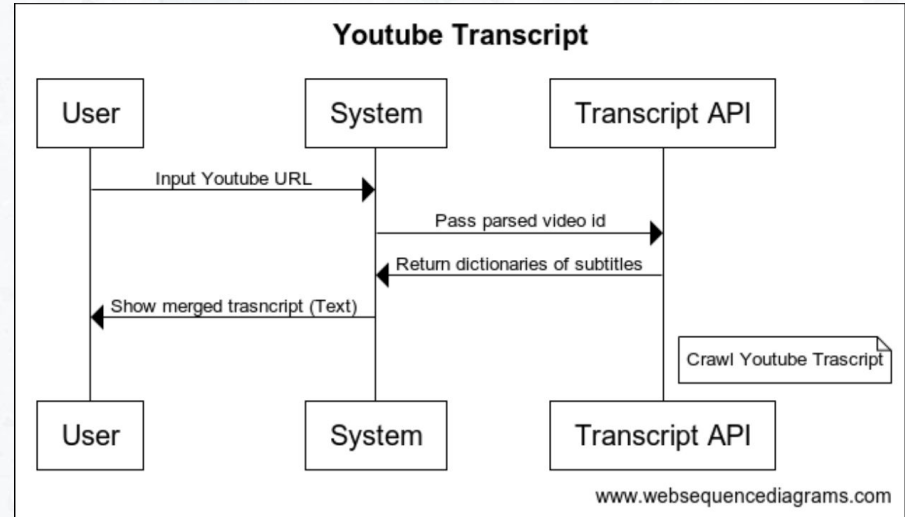 Youtube Transcript
User
System
Transcript API
Input Youtube URL
Pass parsed video id
Return dictionaries of subtitles
Show merged trasncript (Text)
Crawl Youtube Trascript
User
System
Transcript API
www.websequencediagrams.com